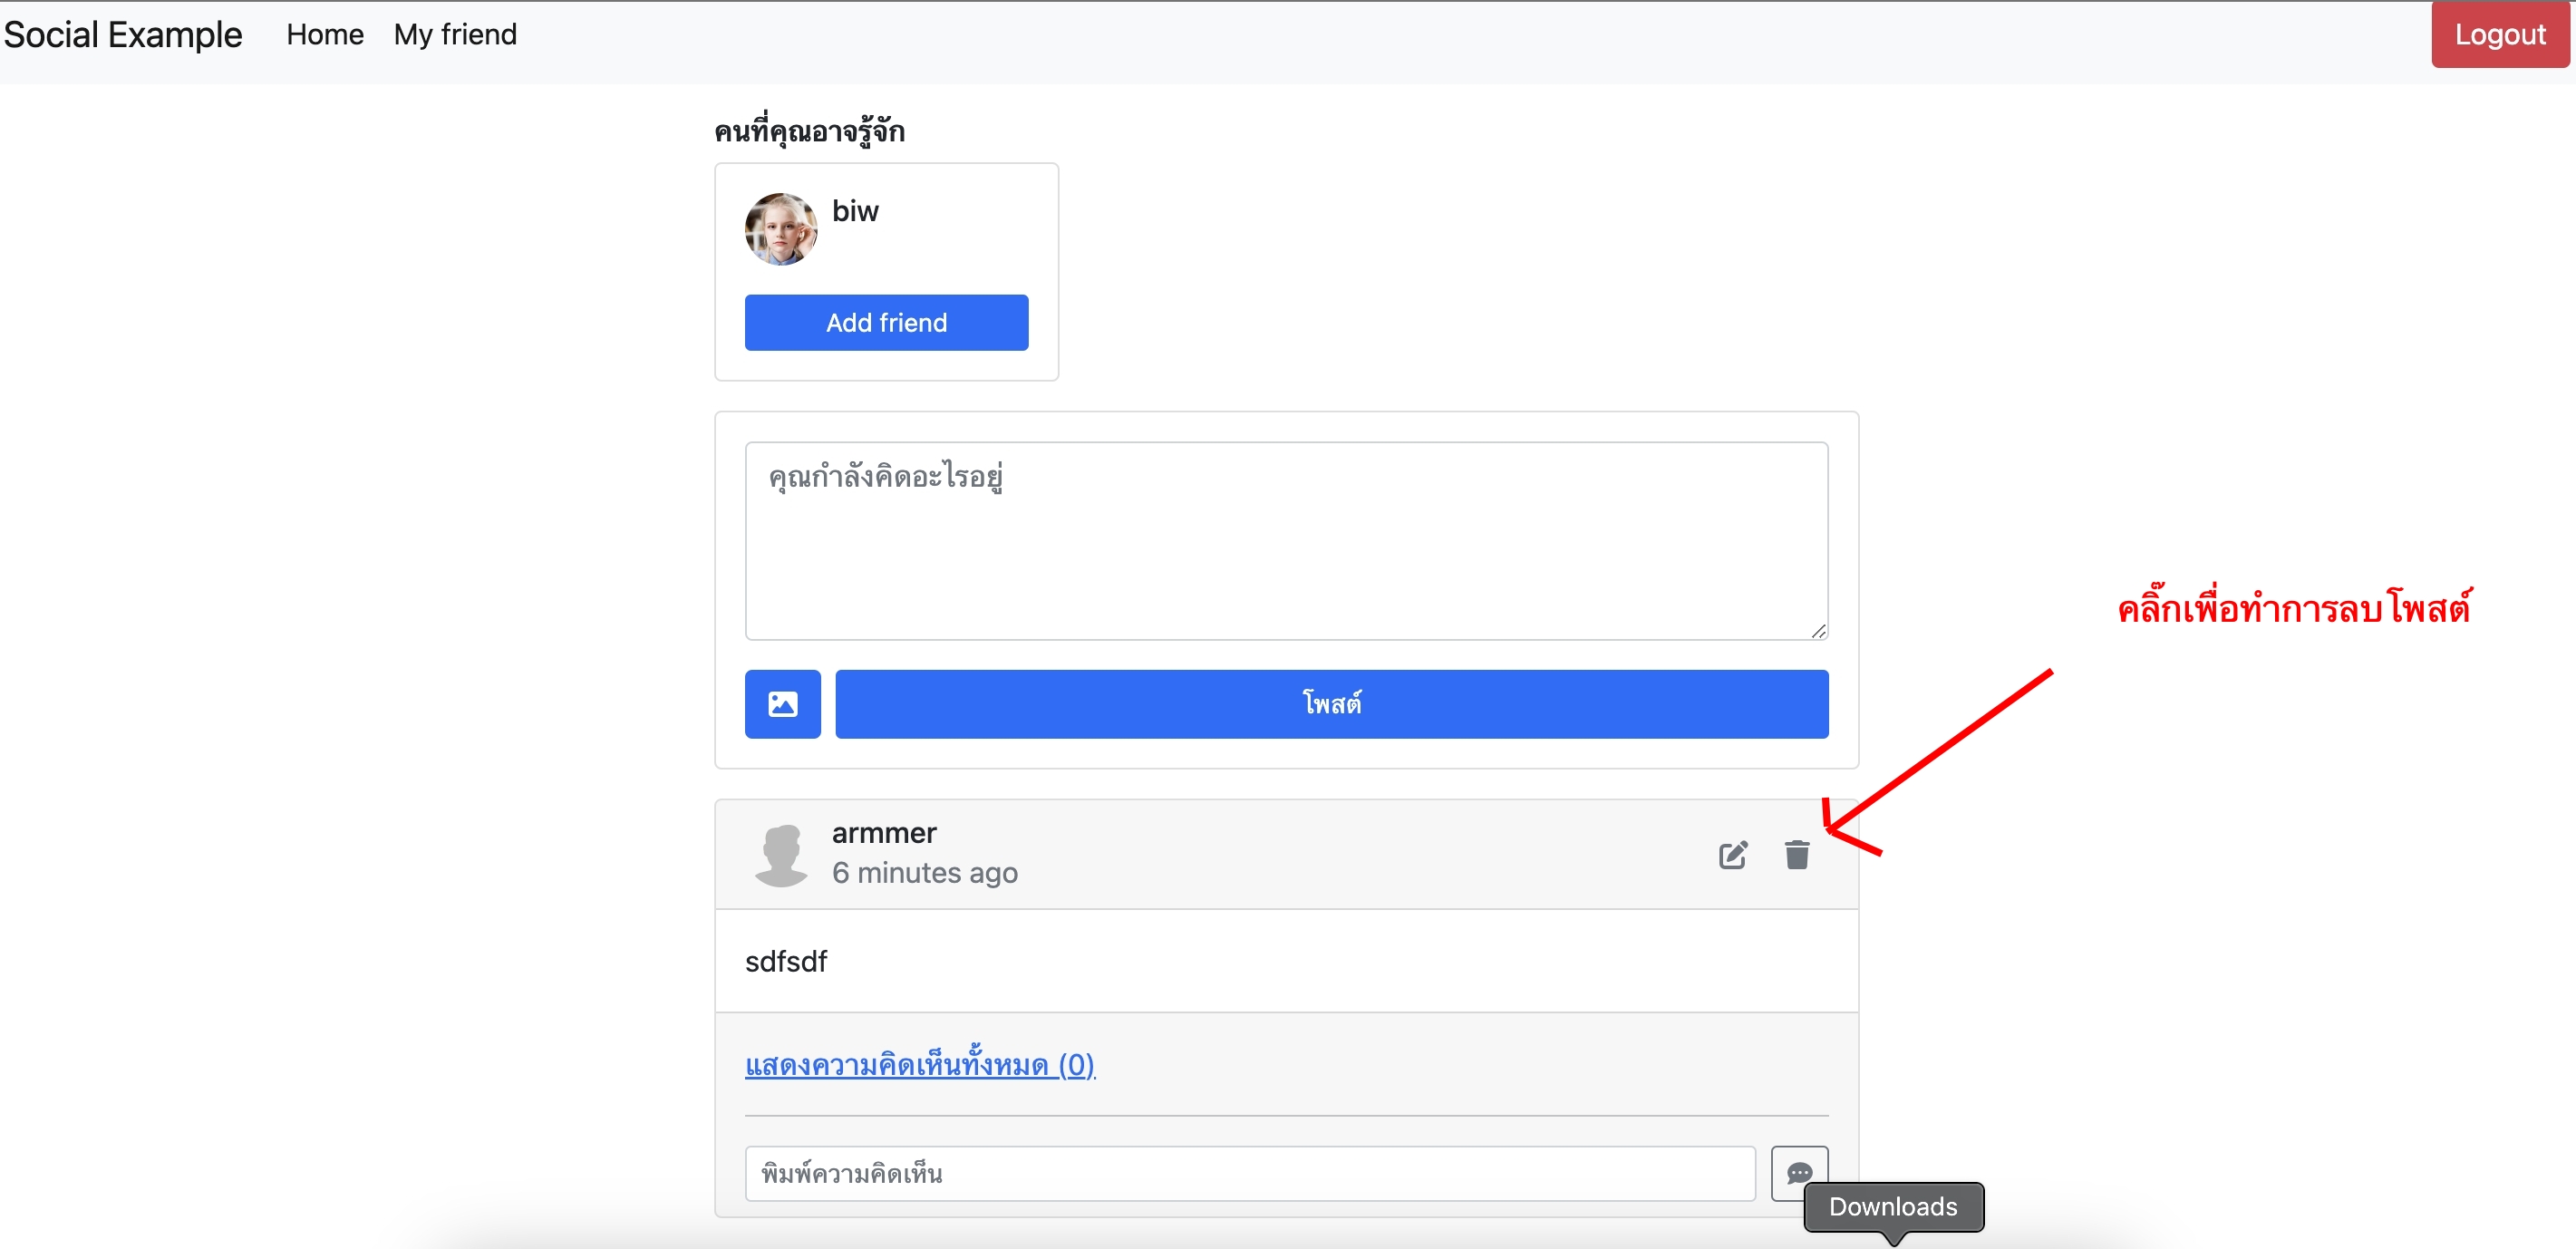 Social Example
Home
My friend
Logout
คนที่คุณอาจรู้จัก
biw
Add friend
คุณกำลังคิดอะไรอยู่
โพสต์
คลิ๊กเพื่อทำการลบโพสต์
armmer
6 minutes ago
sdfsdf
แสดงความคิดเห็นทั้งหมด (0)
พิมพ์ความคิดเห็น
Downloads